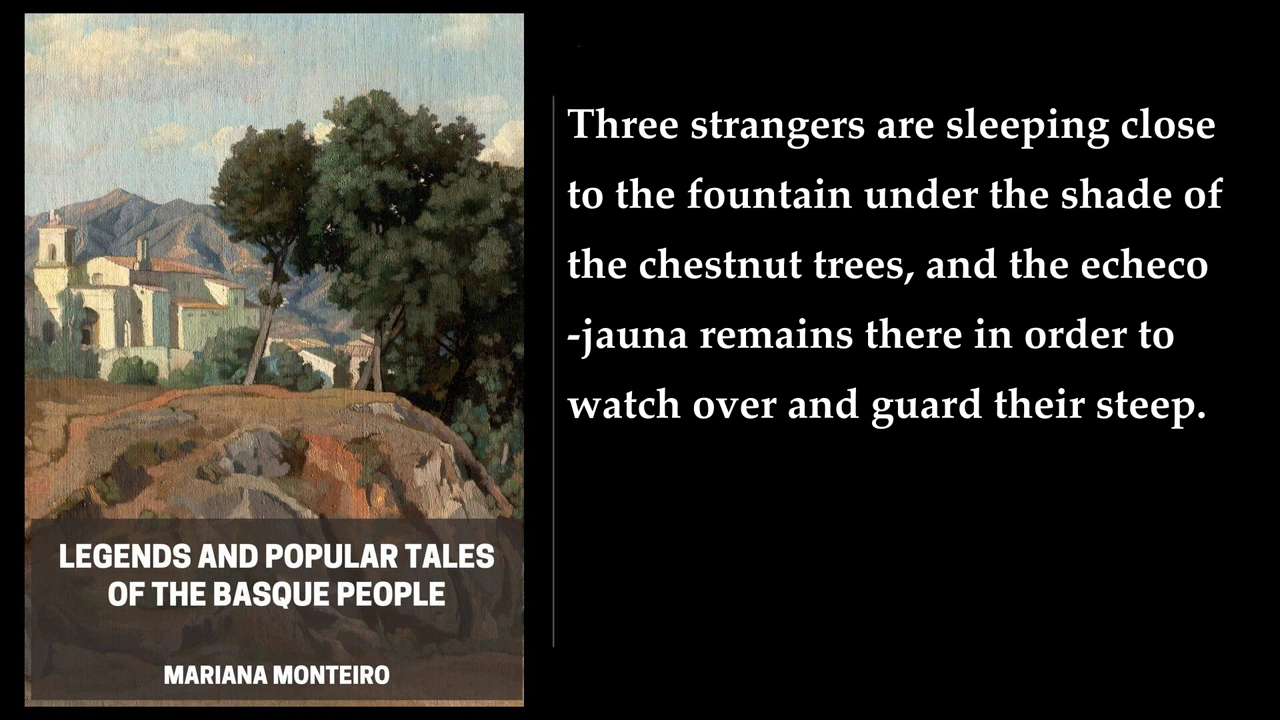 Three strangers are sleeping close
to the fountain under the shade of
the chestnut trees, and the echeco
-jauna remains there in order to
watch over and guard their steep.
LEGENDS AND POPULAR TALES
OF THE BASQUE PEOPLE
MARIANA MONTEIRO